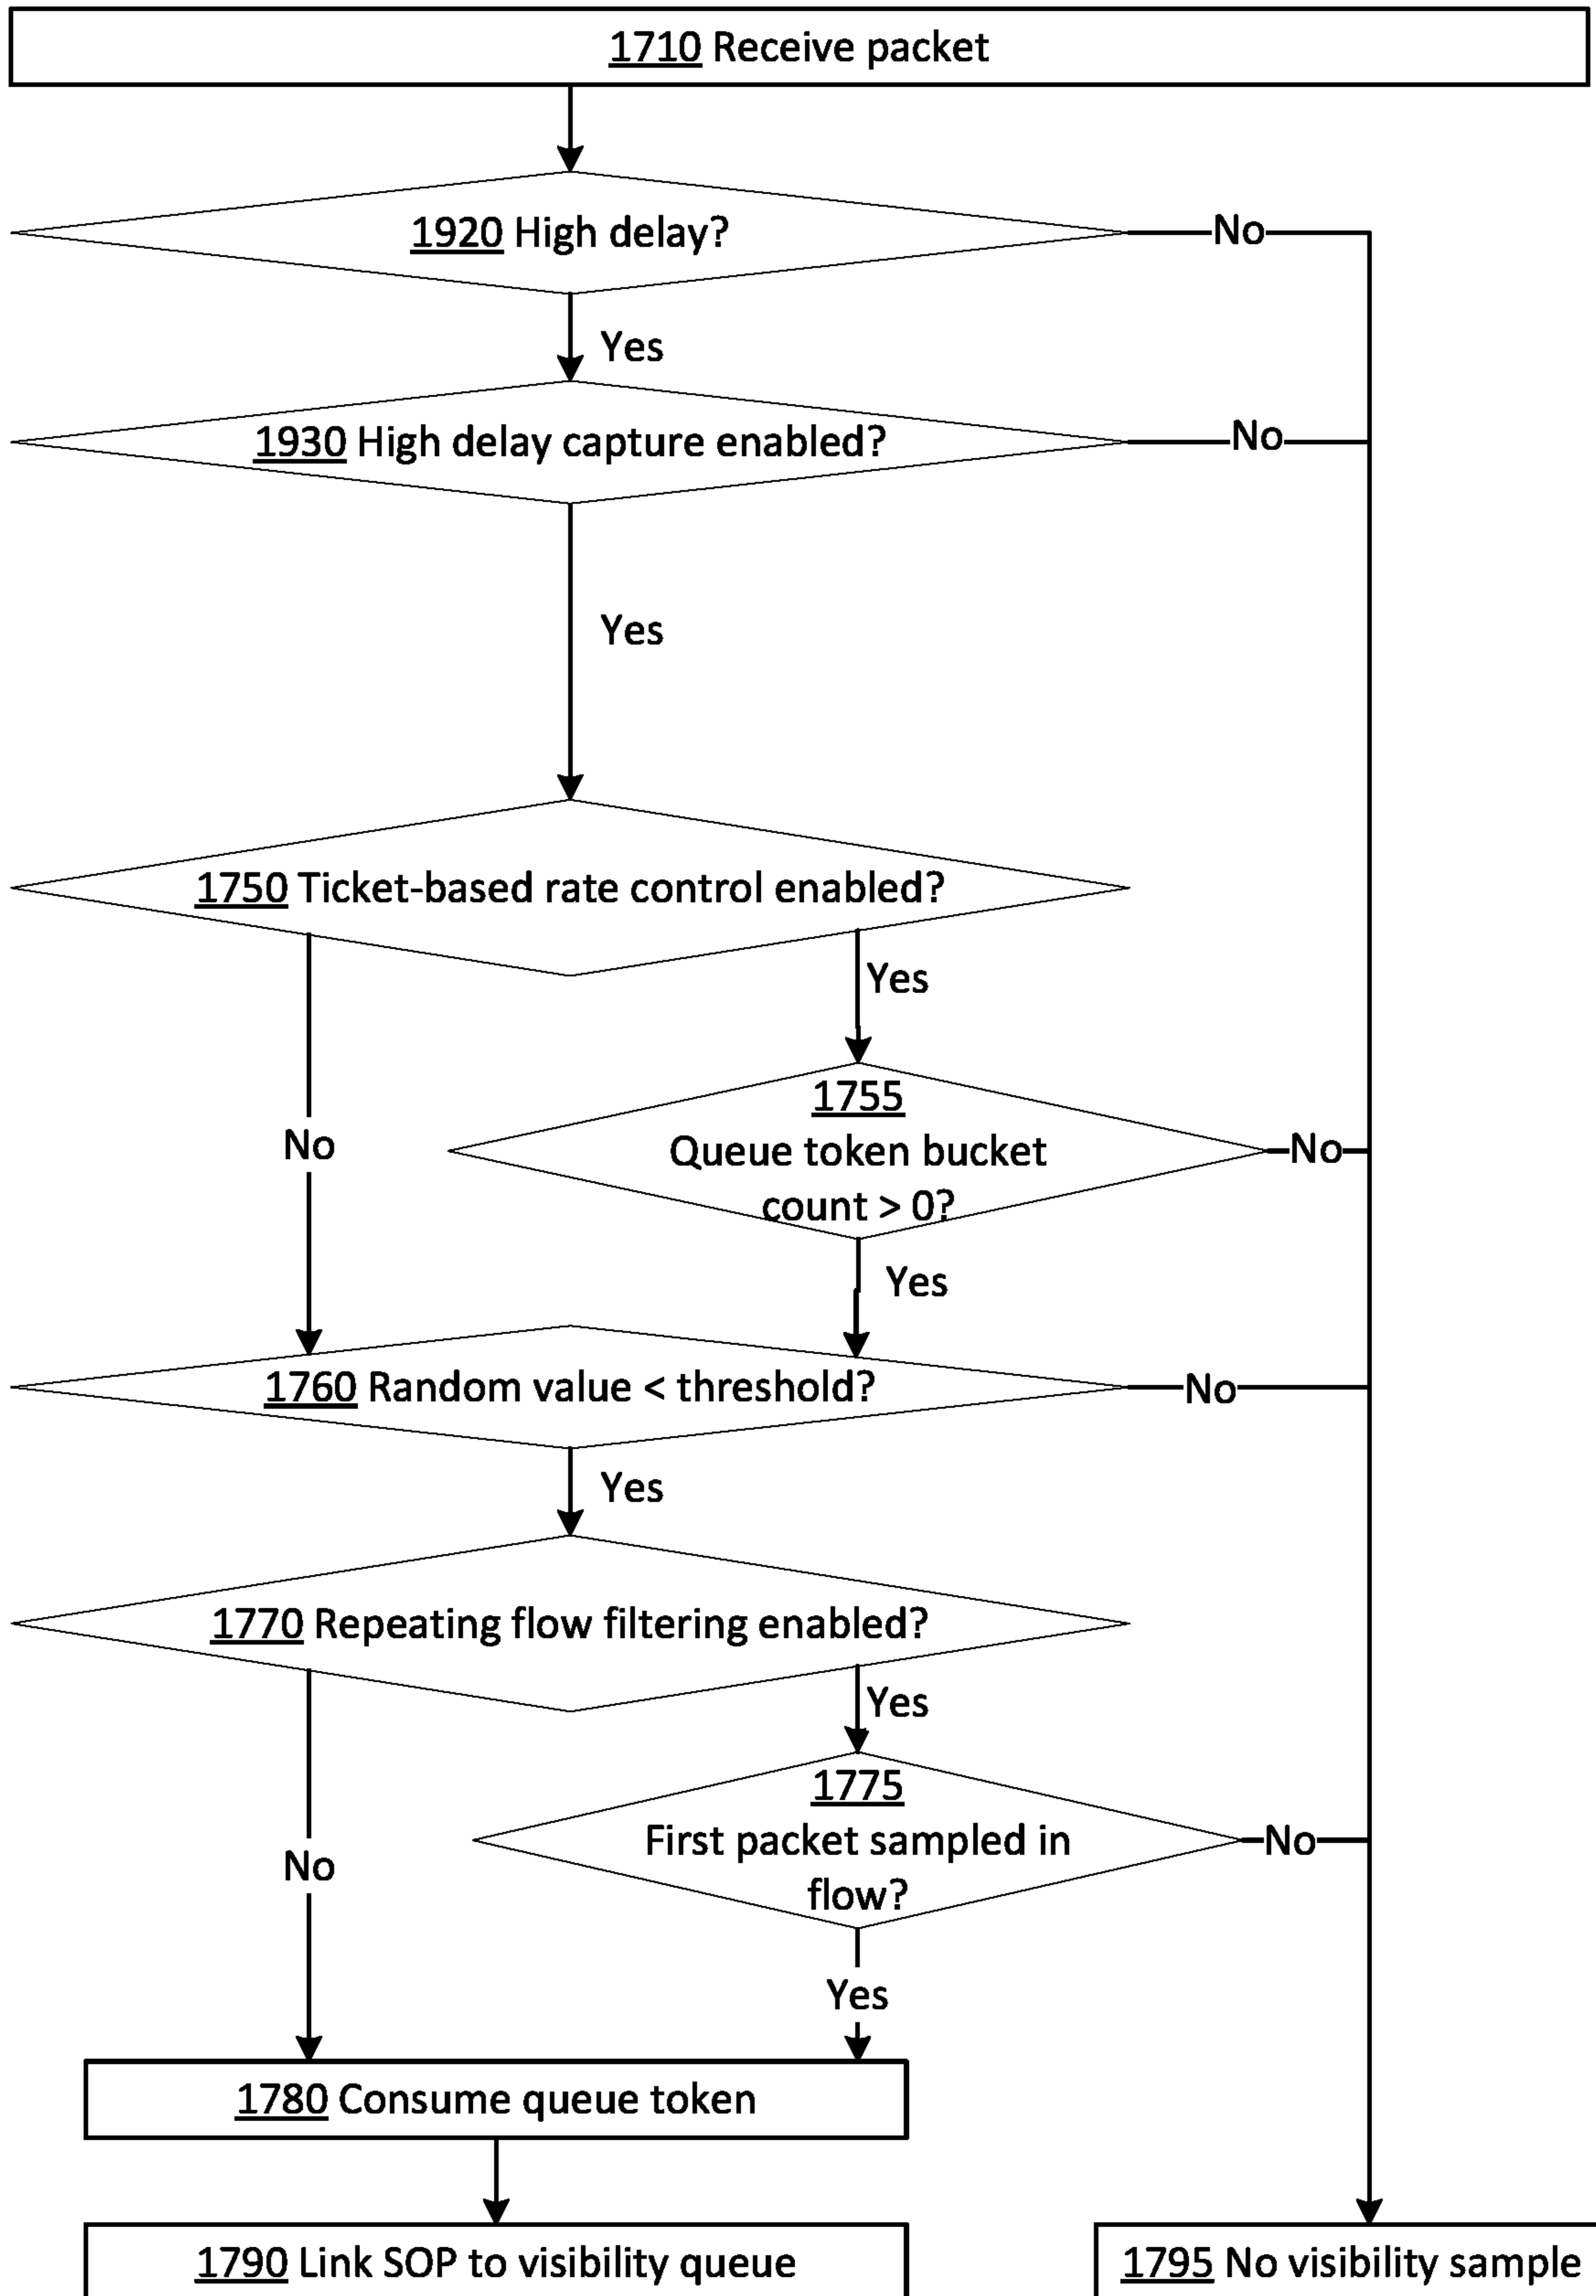 1710 Receive packet
1920 High delay?
No
Yes
1930 High delay capture enabled?
No
Yes
1750 Ticket-based rate control enabled?
Yes
1755
Queue token bucket
count > 0?
No
No
Yes
1760 Random value < threshold?
No
Yes
1770 Repeating flow filtering enabled?
Yes
1775
First packet sampled in
flow?
No
No
Yes
1780 Consume queue token
1790 Link SOP to visibility queue
1795 No visibility sample